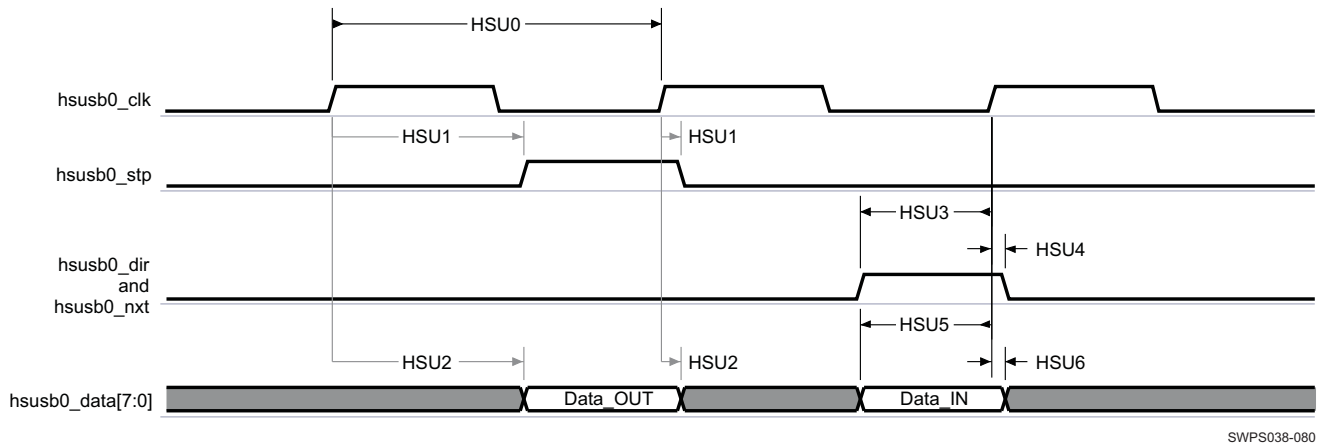 HSU0
hsusb0_clk
HSU1
HSU1
hsusb0_stp
HSU3
HSU4
hsusb0_dir
and
hsusb0_nxt
HSU5
HSU2
HSU2
HSU6
hsusb0_data[7:0]
Data_OUT
Data_IN
SWPS038-080